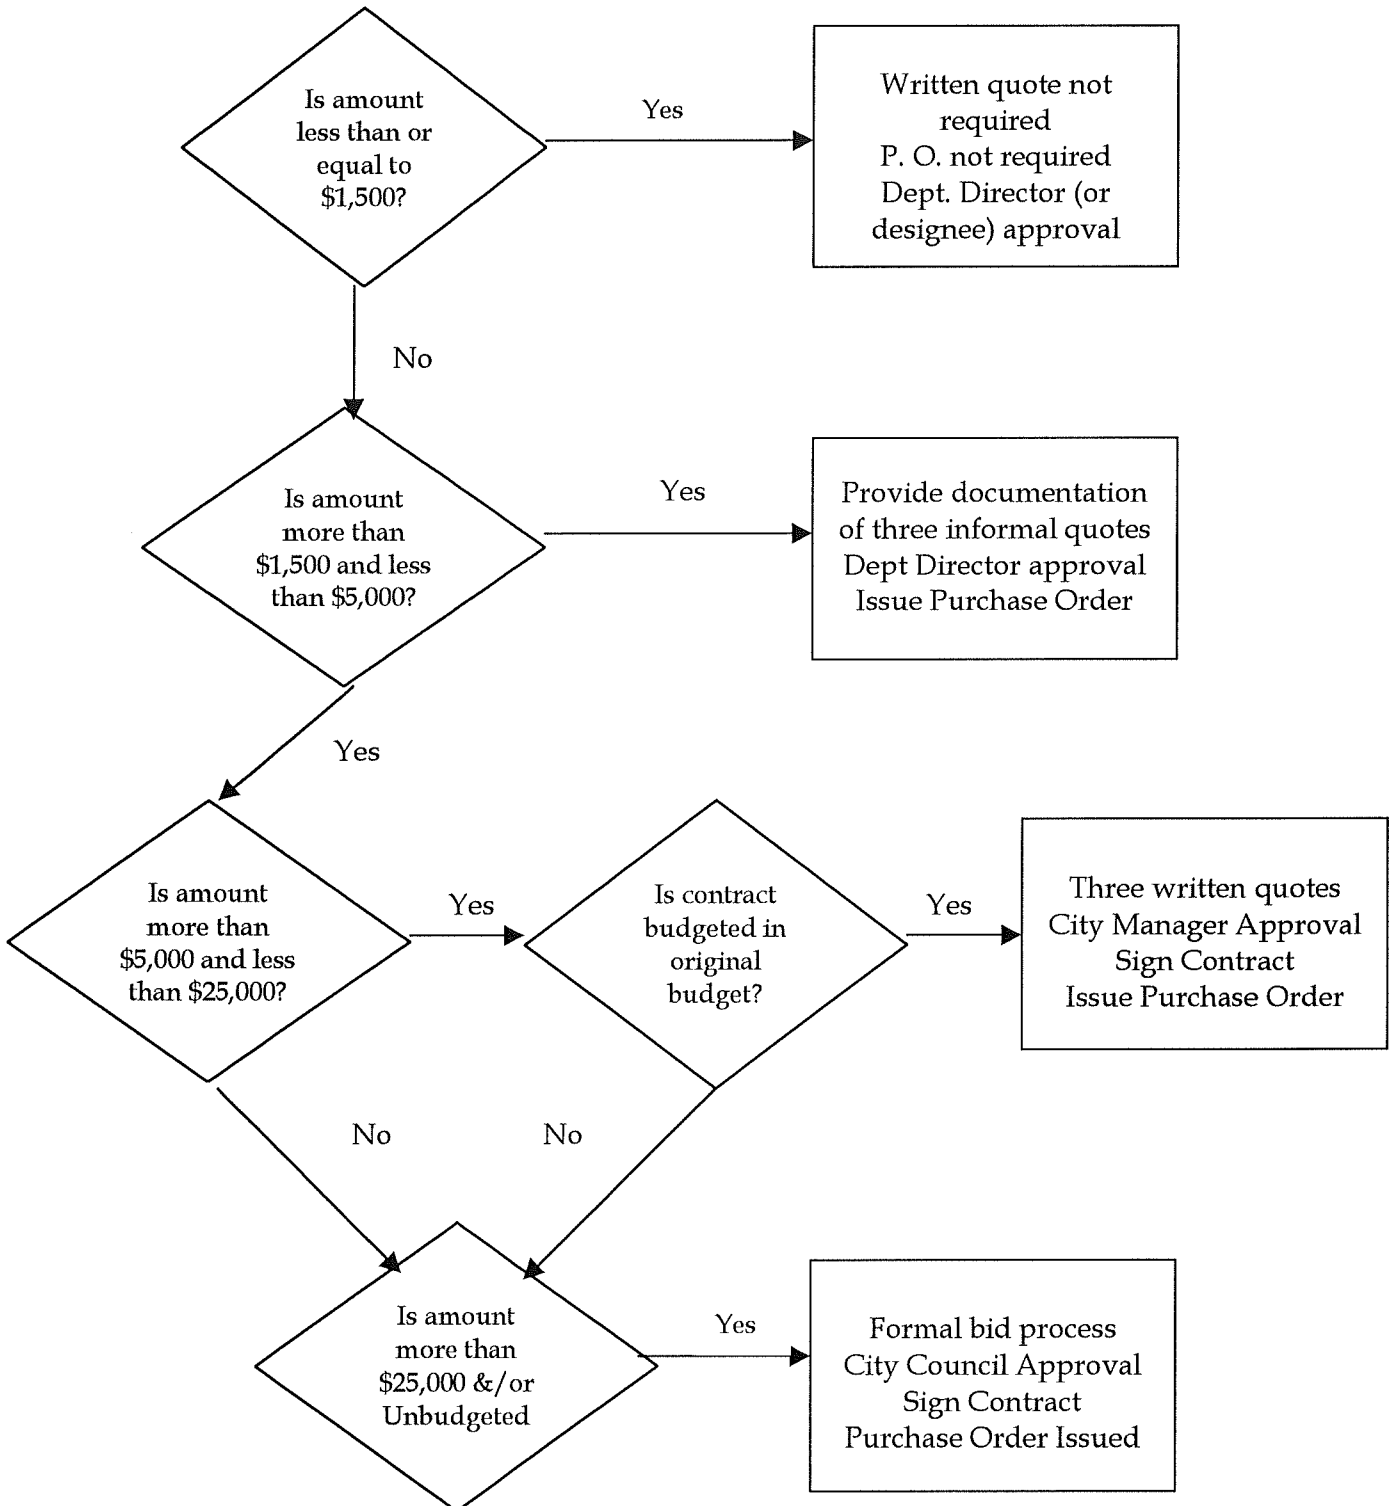 Is amount
less than or
equal to
$1,500?
Yes
Written quote not
required
P. O. not required
Dept. Director (or
designee) approval
No
Is amount
more than
$1,500 and less
than $5,000?
Yes
Provide documentation
of three informal quotes
Dept Director approval
Issue Purchase Order
Yes
Is amount
more than
$5,000 and less
than $25,000?
Yes
Is contract
budgeted in
original
budget?
Yes
Three written quotes
City Manager Approval
Sign Contract
Issue Purchase Order
No
No
Is amount
more than
$25,000 &/or
Unbudgeted
Yes
Formal bid process
City Council Approval
Sign Contract
Purchase Order Issued